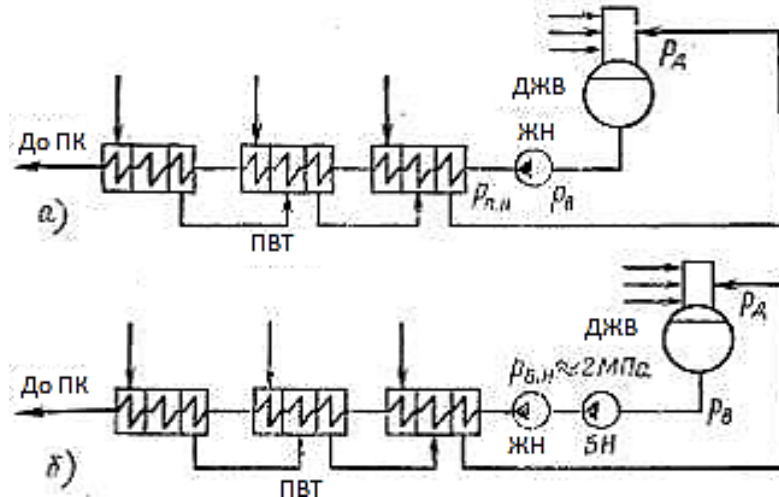 pд
ДЖВ
ЖН
До ПК
pп.н
pв
а)
ПВТ
pд
ДЖВ
pб.н≈2МПа
До ПК
pв
ЖН
БН
б)
ПВТ